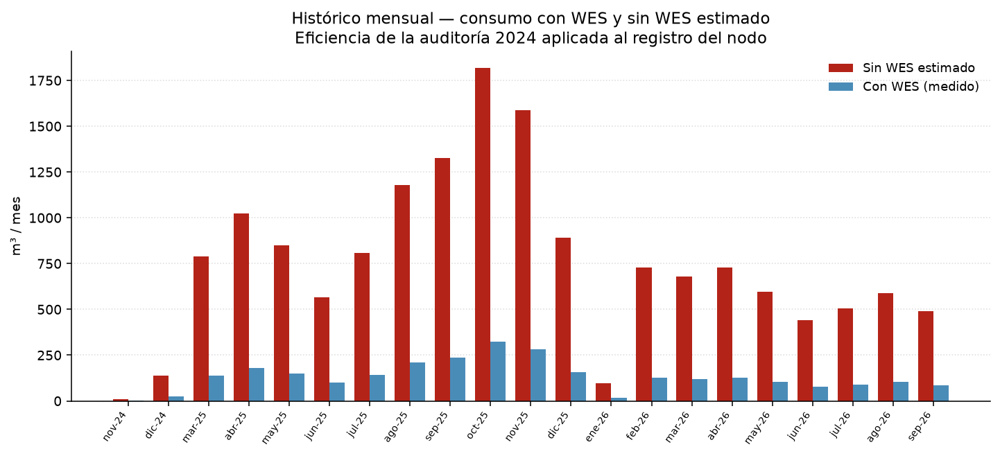 Histórico mensual — consumo con WES y sin WES estimado
Eficiencia de la auditoría 2024 aplicada al registro del nodo
Sin WES estimado
Con WES (medido)
m³ / mes
1750
1500
1250
1000
750
500
250
0
nov-24
dic-24
mar-25
abr-25
may-25
jun-25
jul-25
ago-25
sep-25
oct-25
nov-25
dic-25
ene-26
feb-26
mar-26
abr-26
may-26
jun-26
jul-26
ago-26
sep-26